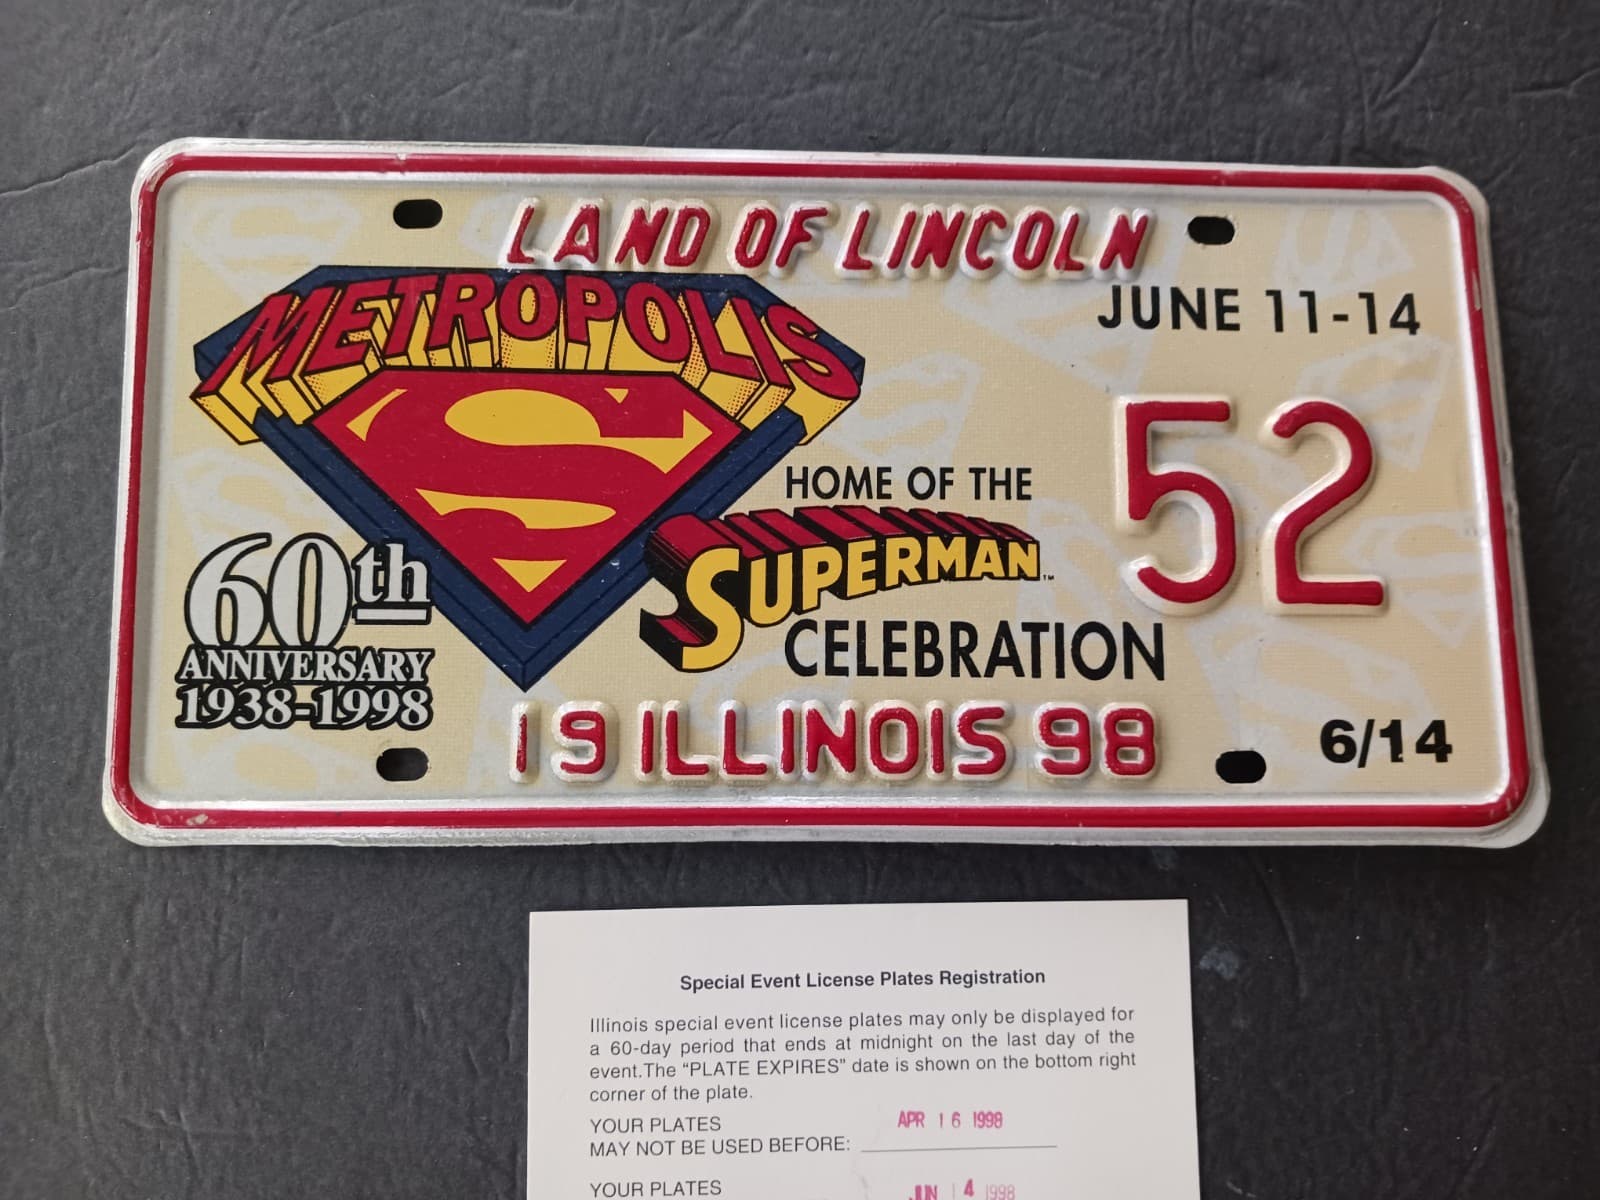 LAND OF LINCOLN
METROPOLIS
JUNE 11-14
S
52
HOME OF THE
SUPERMAN™
CELEBRATION
60th
ANNIVERSARY
1938-1998
19 ILLINOIS 98
6/14
Special Event License Plates Registration
Illinois special event license plates may only be displayed for
a 60-day period that ends at midnight on the last day of the
event.The “PLATE EXPIRES” date is shown on the bottom right
corner of the plate.
YOUR PLATES
MAY NOT BE USED BEFORE: APR 16 1998
YOUR PLATES
JUN 14 1998